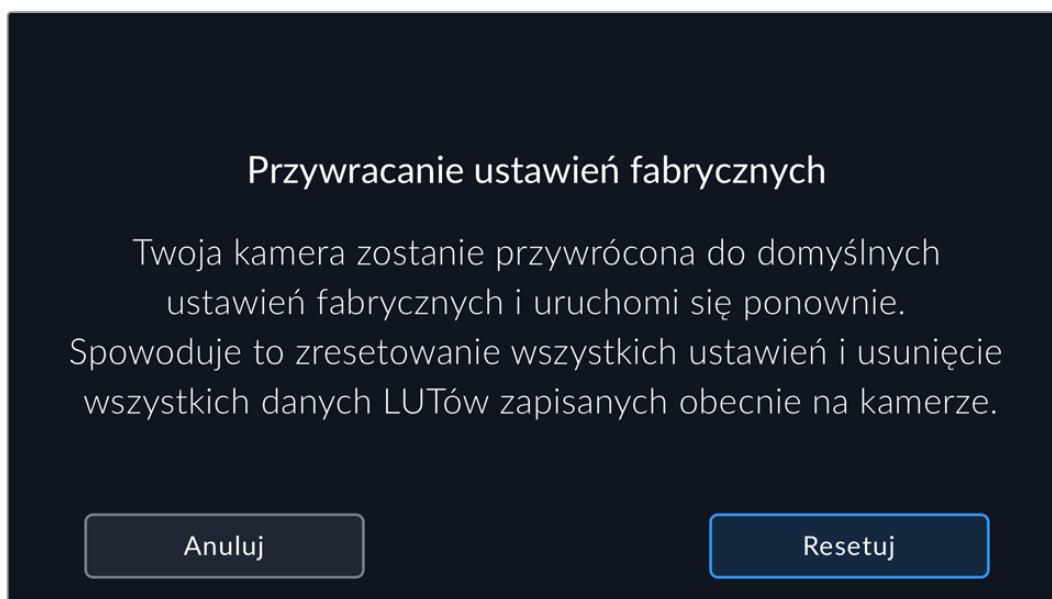 Przywracanie ustawień fabrycznych
Twoja kamera zostanie przywrócona do domyślnych
ustawień fabrycznych i uruchomi się ponownie.
Spowoduje to zresetowanie wszystkich ustawień i usunięcie
wszystkich danych LUTów zapisanych obecnie na kamerze.
Anuluj
Resetuj